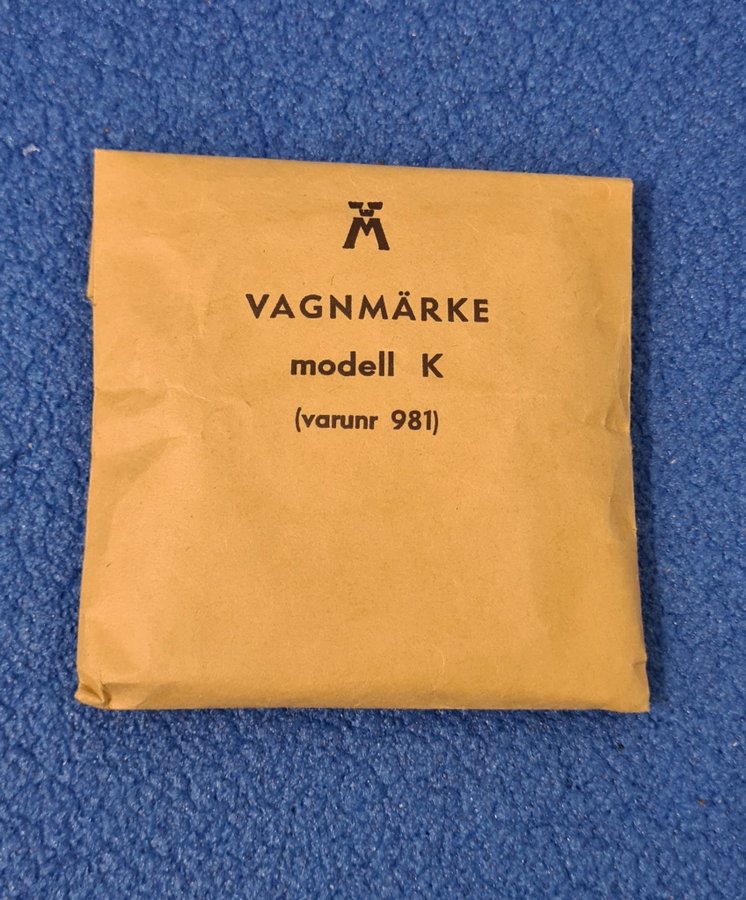 M
VAGNMÄRKE
modell K
(varunr 981)